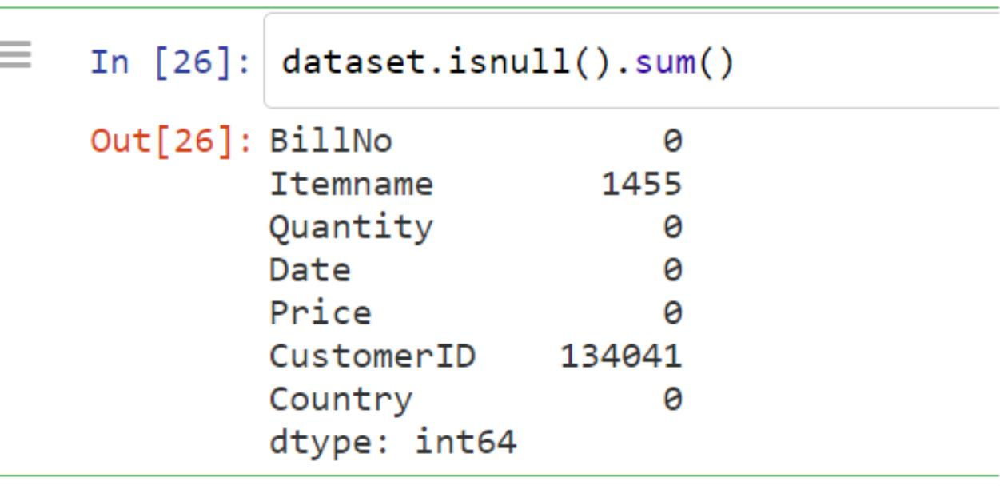 In [26]: dataset.isnull().sum()
Out[26]: BillNo 0
Itemname 1455
Quantity 0
Date 0
Price 0
CustomerID 134041
Country 0
dtype: int64